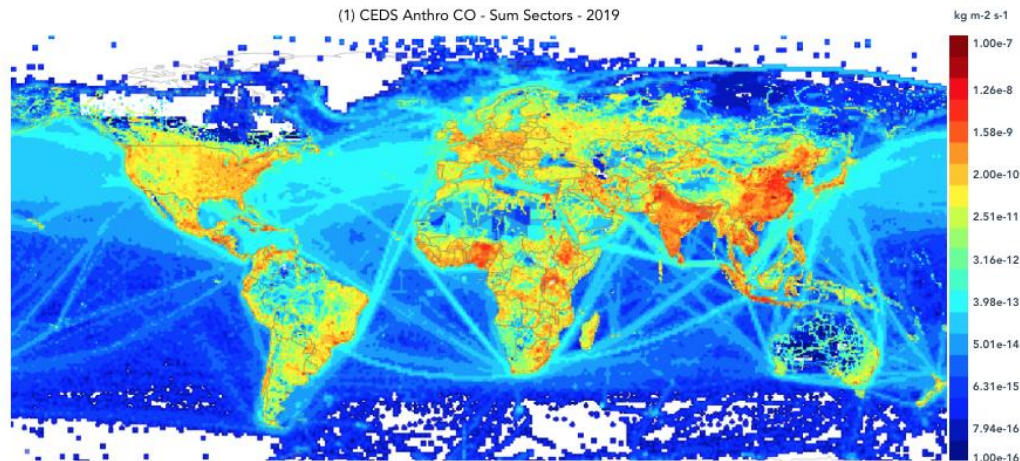 (1) CEDS Anthro CO - Sum Sectors - 2019
kg m-2 s-1
1.00e-7
1.26e-8
1.58e-9
2.00e-10
2.51e-11
3.16e-12
3.98e-13
5.01e-14
6.31e-15
7.94e-16
1.00e-16